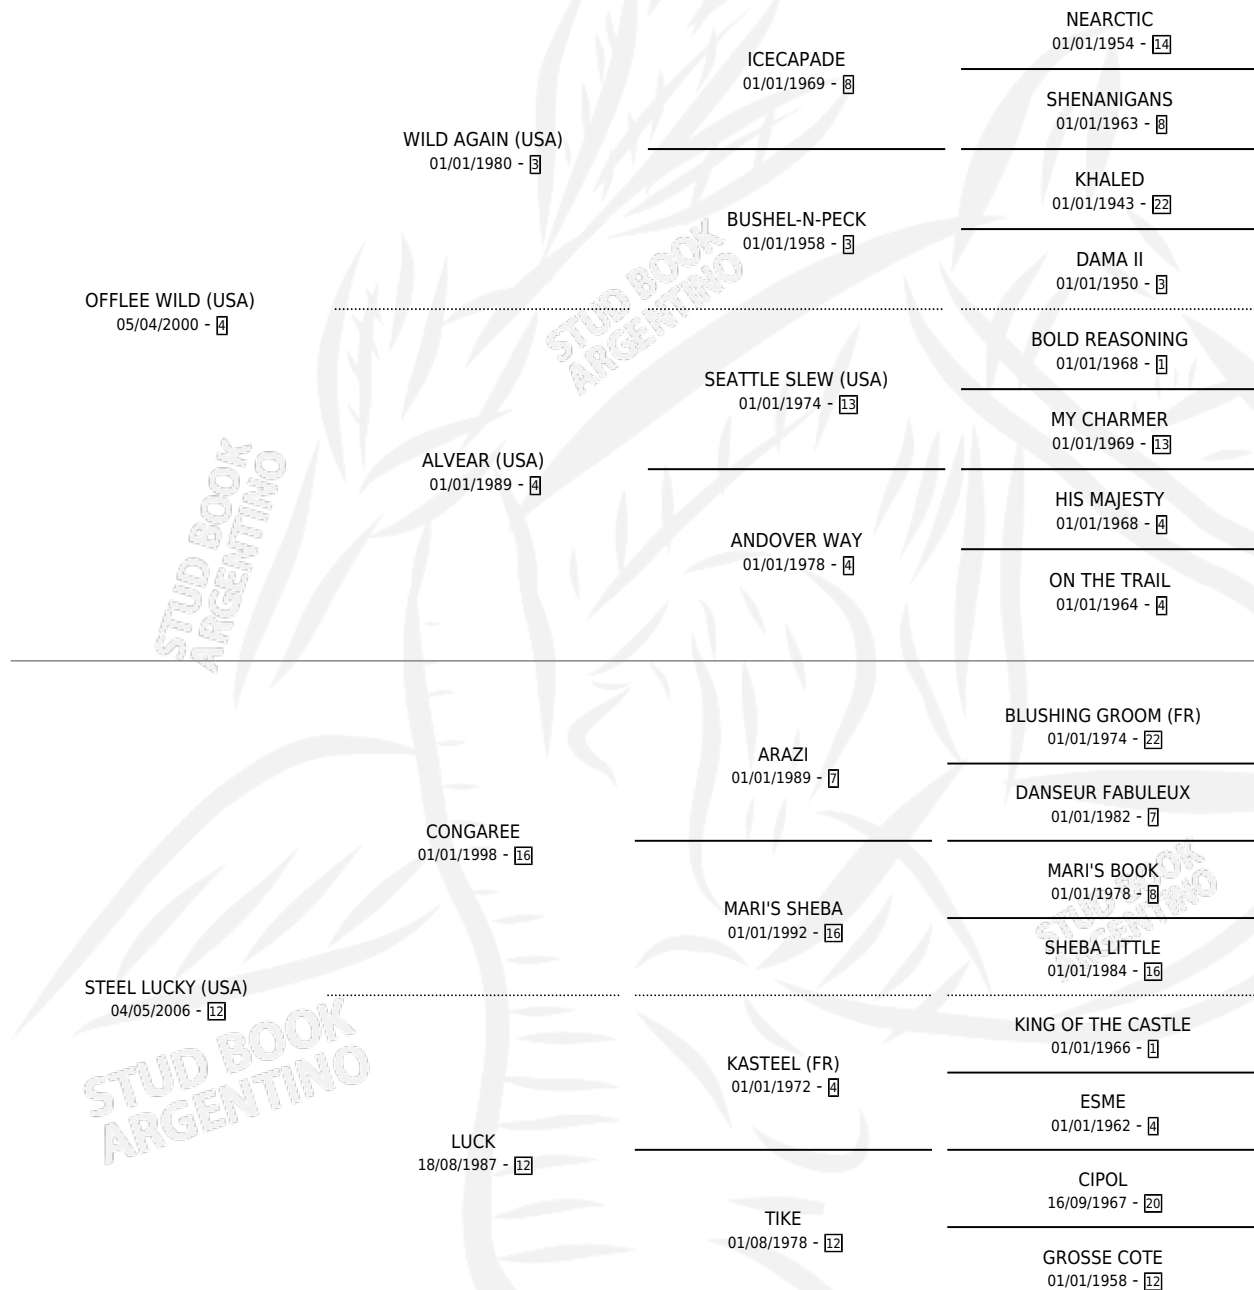 NEARCTIC
01/01/1954 - 14
ICECAPADE
01/01/1969 - 8
SHENANIGANS
01/01/1963 - 8
WILD AGAIN (USA)
01/01/1980 - 3
KHALED
01/01/1943 - 22
BUSHEL-N-PECK
01/01/1958 - 3
DAMA II
01/01/1950 - 3
OFFLEE WILD (USA)
05/04/2000 - 4
BOLD REASONING
01/01/1968 - 1
SEATTLE SLEW (USA)
01/01/1974 - 13
MY CHARMER
01/01/1969 - 13
ALVEAR (USA)
01/01/1989 - 4
HIS MAJESTY
01/01/1968 - 4
ANDOVER WAY
01/01/1978 - 4
ON THE TRAIL
01/01/1964 - 4
BLUSHING GROOM (FR)
01/01/1974 - 22
ARAZI
01/01/1989 - 7
DANSEUR FABULEUX
01/01/1982 - 7
CONGAREE
01/01/1998 - 16
MARI'S BOOK
01/01/1978 - 8
MARI'S SHEBA
01/01/1992 - 16
SHEBA LITTLE
01/01/1984 - 16
STEEL LUCKY (USA)
04/05/2006 - 12
KING OF THE CASTLE
01/01/1966 - 1
KASTEEL (FR)
01/01/1972 - 4
ESME
01/01/1962 - 4
LUCK
18/08/1987 - 12
CIPOL
16/09/1967 - 20
TIKE
01/08/1978 - 12
GROSSE COTE
01/01/1958 - 12
STUD BOOK
ARGENTINO
STUD BOOK
ARGENTINO
STUD BOOK
ARGENTINO
STUD BOOK
ARGENTINO